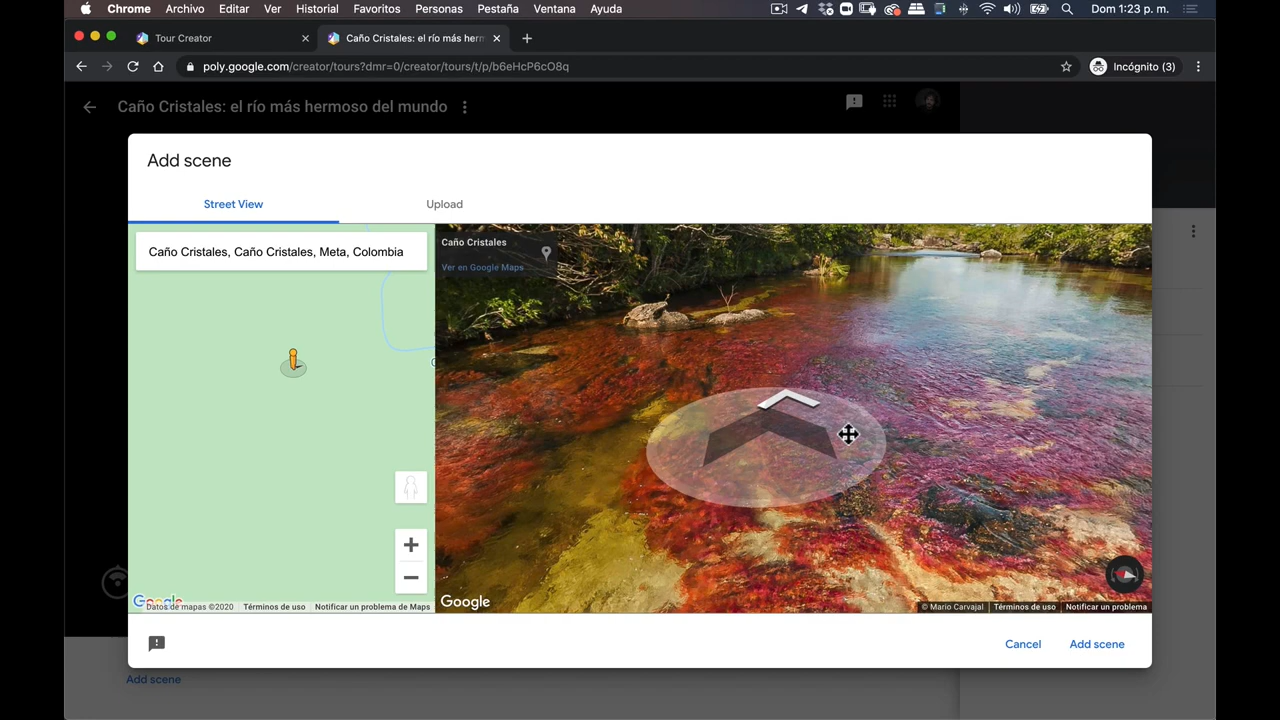 Chrome Archivo Editar Ver Historial Favoritos Personas Pestaña Ventana Ayuda Dom 1:23 p. m.
Tour Creator
Caño Cristales: el río más herm
poly.google.com/creator/tours?dmr=0/creator/tours/t/p/b6eHcP6cO8q
Incógnito (3)
Caño Cristales: el río más hermoso del mundo
Add scene
Street View
Upload
Caño Cristales, Caño Cristales, Meta, Colombia
Caño Cristales
Ver en Google Maps
Google
Datos de mapas ©2020 Términos de uso Notificar un problema de Maps
Google
© Mario Carvajal Términos de uso Notificar un problema
Cancel
Add scene
Add scene